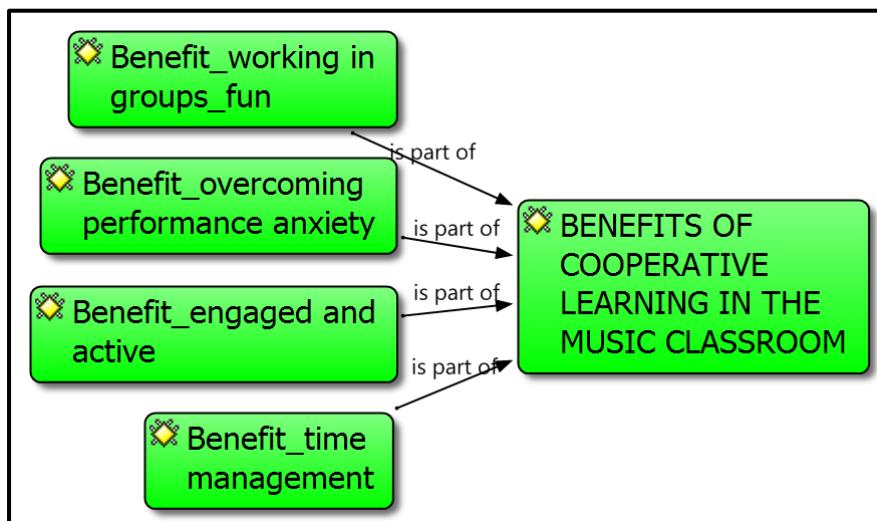 Benefit_working in
groups_fun
is part of
Benefit_overcoming
performance anxiety
is part of
Benefit_engaged and
active
is part of
Benefit_time
management
is part of
BENEFITS OF
COOPERATIVE
LEARNING IN THE
MUSIC CLASSROOM